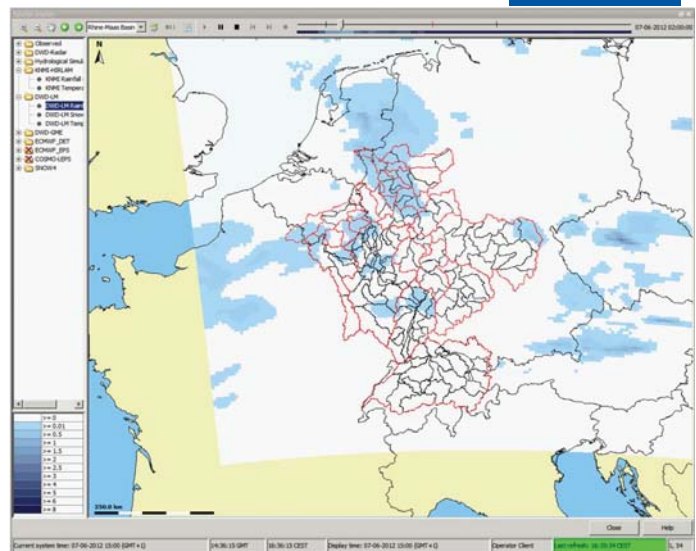 Rhine-Maas Basin
07-06-2012 02:00:00
Observed
DWD-Radar
Hydrological Simul
KNMI-HIRLAM
KNMI Rainfall
KNMI Tempera
DWD-LM
DWD-LM Rain
DWD-LM Snow
DWD-LM Temp
DWD-GME
ECMWF_DET
ECMWF_EPS
COSMO-LEPS
SNOW4
N
>= 0
>= 0.01
>= 0.5
>= 1
>= 1.5
>= 2
>= 2.5
>= 3
>= 4
>= 5
>= 6
>= 8
250.0 km
Close
Help
Current system time: 07-06-2012 15:00 (GMT+1)
14:36:15 GMT
16:36:15 CEST
Display time: 07-06-2012 15:00 (GMT+1)
Operator Client
Last refresh: 16:35:34 CEST